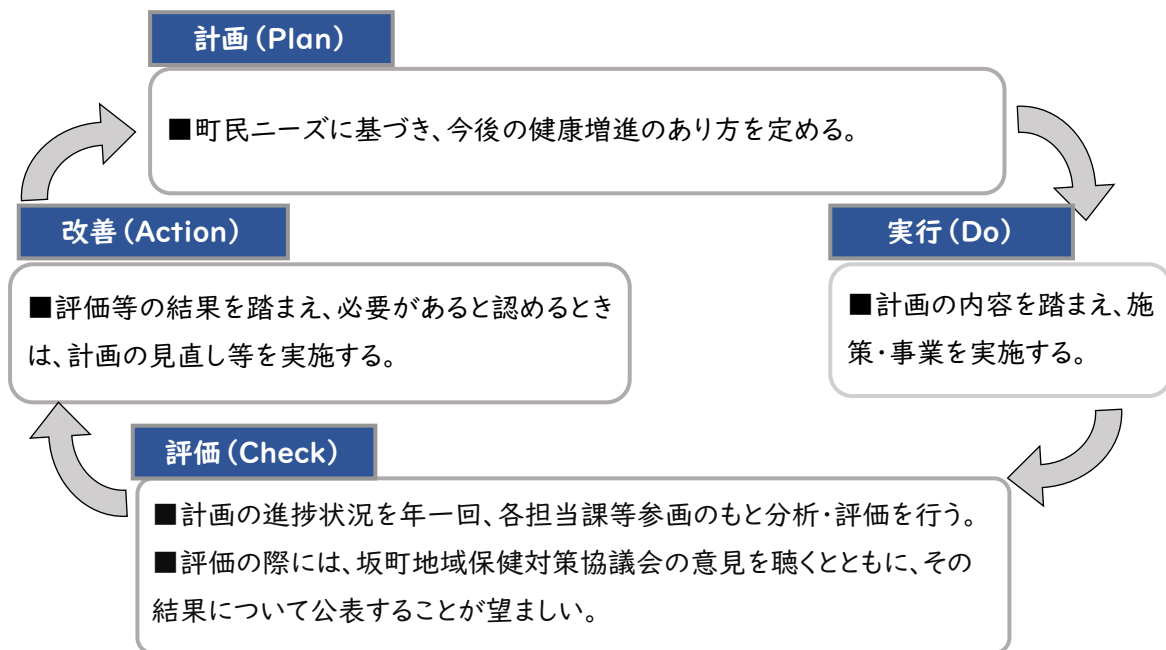 計画(Plan)
■町民ニーズに基づき、今後の健康増進のあり方を定める。
改善(Action)
■評価等の結果を踏まえ、必要があると認めるとき
は、計画の見直し等を実施する。
実行(Do)
■計画の内容を踏まえ、施
策・事業を実施する。
評価(Check)
■計画の進捗状況を年一回、各担当課等参画のもと分析・評価を行う。
■評価の際には、坂町地域保健対策協議会の意見を聴くとともに、その
結果について公表することが望ましい。